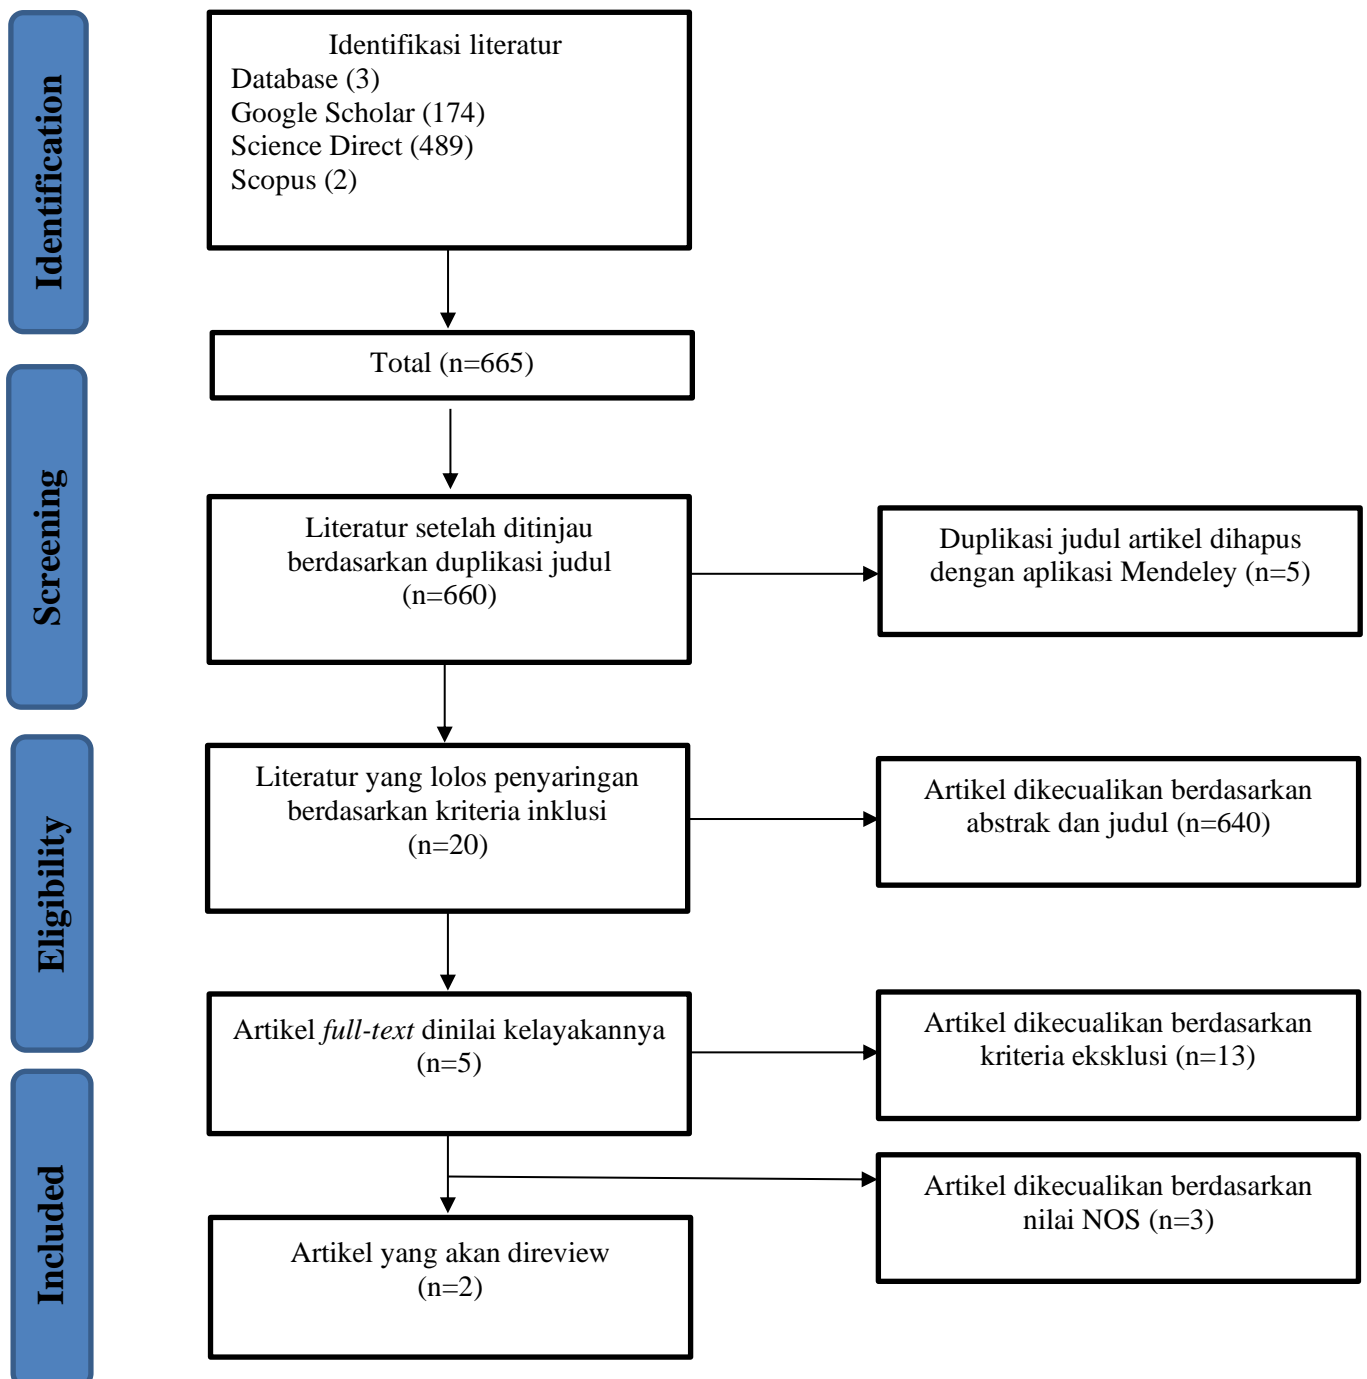 Identification
Identifikasi literatur
Database (3)
Google Scholar (174)
Science Direct (489)
Scopus (2)
Total (n=665)
Screening
Literatur setelah ditinjau
berdasarkan duplikasi judul
(n=660)
Duplikasi judul artikel dihapus
dengan aplikasi Mendeley (n=5)
Eligibility
Literatur yang lolos penyaringan
berdasarkan kriteria inklusi
(n=20)
Artikel dikecualikan berdasarkan
abstrak dan judul (n=640)
Artikel full-text dinilai kelayakannya
(n=5)
Artikel dikecualikan berdasarkan
kriteria eksklusi (n=13)
Included
Artikel dikecualikan berdasarkan
nilai NOS (n=3)
Artikel yang akan direview
(n=2)